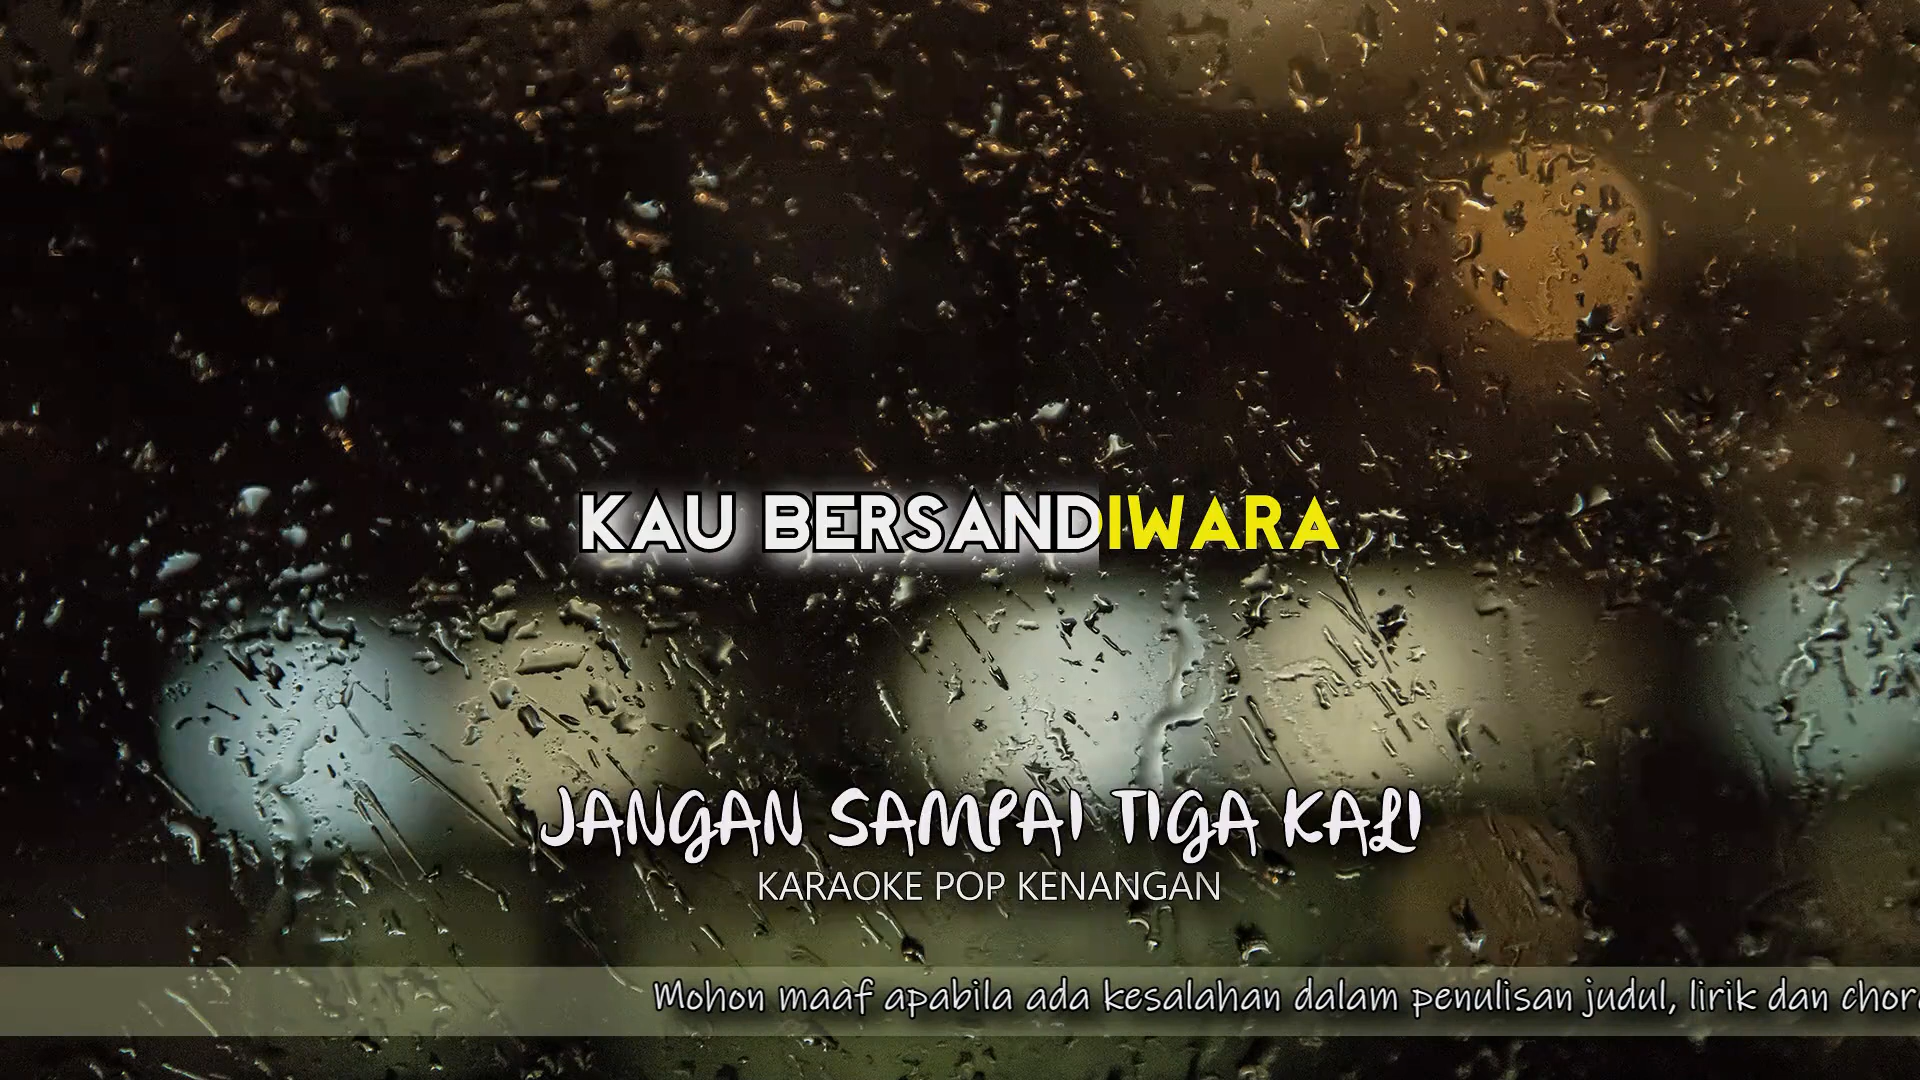 KAU BERSANDIWARA
JANGAN SAMPAI TIGA KALI
KARAOKE POP KENANGAN
Mohon maaf apabila ada kesalahan dalam penulisan judul, lirik dan chor